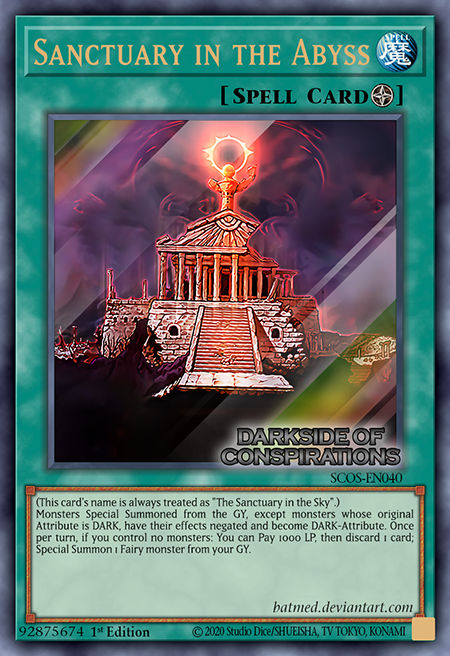 Sanctuary in the Abyss
SPELL
魔
[Spell Card]
DARKSIDE OF
CONSPIRATIONS
SCOS-EN040
(This card's name is always treated as "The Sanctuary in the Sky".)
Monsters Special Summoned from the GY, except monsters whose original
Attribute is DARK, have their effects negated and become DARK-Attribute. Once
per turn, if you control no monsters: You can Pay 1000 LP, then discard 1 card;
Special Summon 1 Fairy monster from your GY.
batmed.deviantart.com
92875674 1st Edition ©2020 Studio Dice/SHUEISHA, TV TOKYO, KONAMI